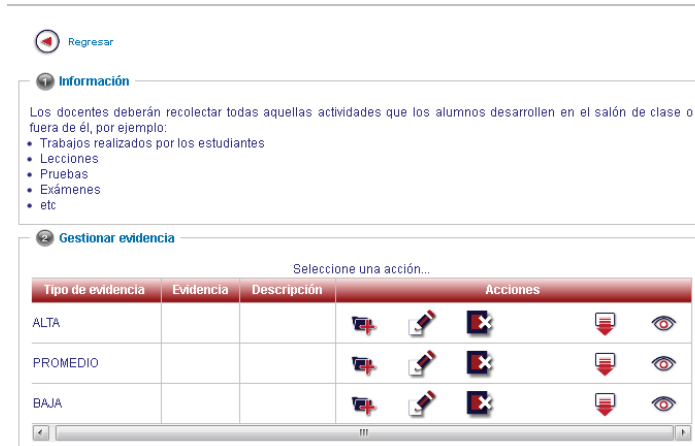 Regresar
1 Información
Los docentes deberán recolectar todas aquellas actividades que los alumnos desarrollen en el salón de clase o
fuera de él, por ejemplo:
• Trabajos realizados por los estudiantes
• Lecciones
• Pruebas
• Exámenes
• etc
2 Gestionar evidencia
Seleccione una acción...
Tipo de evidencia Evidencia Descripción Acciones
ALTA
PROMEDIO
BAJA